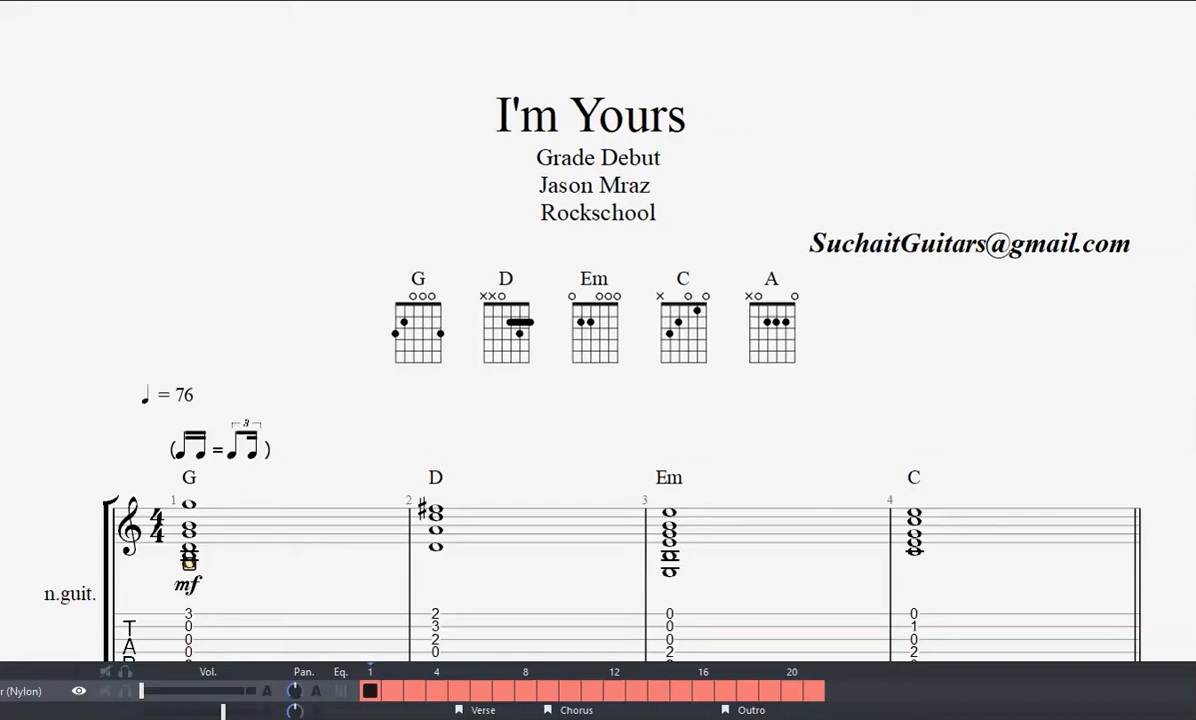 I'm Yours
Grade Debut
Jason Mraz
Rockschool
SuchaitGuitars@gmail.com
G D Em C A
= 76
( = 3 )
G D Em C
1 2 3 4
4
4
mf
n.guit.
3 2 0 0
T 0 3 0 1
A 0 2 0 0
0 0 2 2
Vol. Pan. Eq. 1 4 8 12 16 20
r (Nylon) A A
Verse Chorus Outro